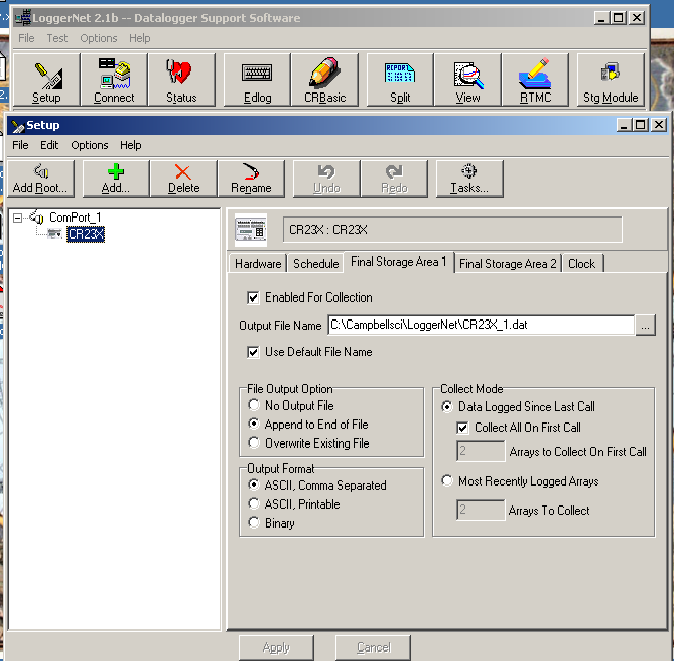 LoggerNet 2.1b -- Datalogger Support Software
File Test Options Help
Setup Connect Status Edlog CRBasic Split View RTMC Stg Module
Setup
File Edit Options Help
Add Root... Add... Delete Rename Undo Redo Tasks...
ComPort_1
CR23X
CR23X : CR23X
Hardware Schedule Final Storage Area 1 Final Storage Area 2 Clock
Enabled For Collection
Output File Name C:\Campbellsci\LoggerNet\CR23X_1.dat ...
Use Default File Name
File Output Option
No Output File
Append to End of File
Overwrite Existing File
Output Format
ASCII, Comma Separated
ASCII, Printable
Binary
Collect Mode
Data Logged Since Last Call
Collect All On First Call
2 Arrays to Collect On First Call
Most Recently Logged Arrays
2 Arrays To Collect
Apply Cancel